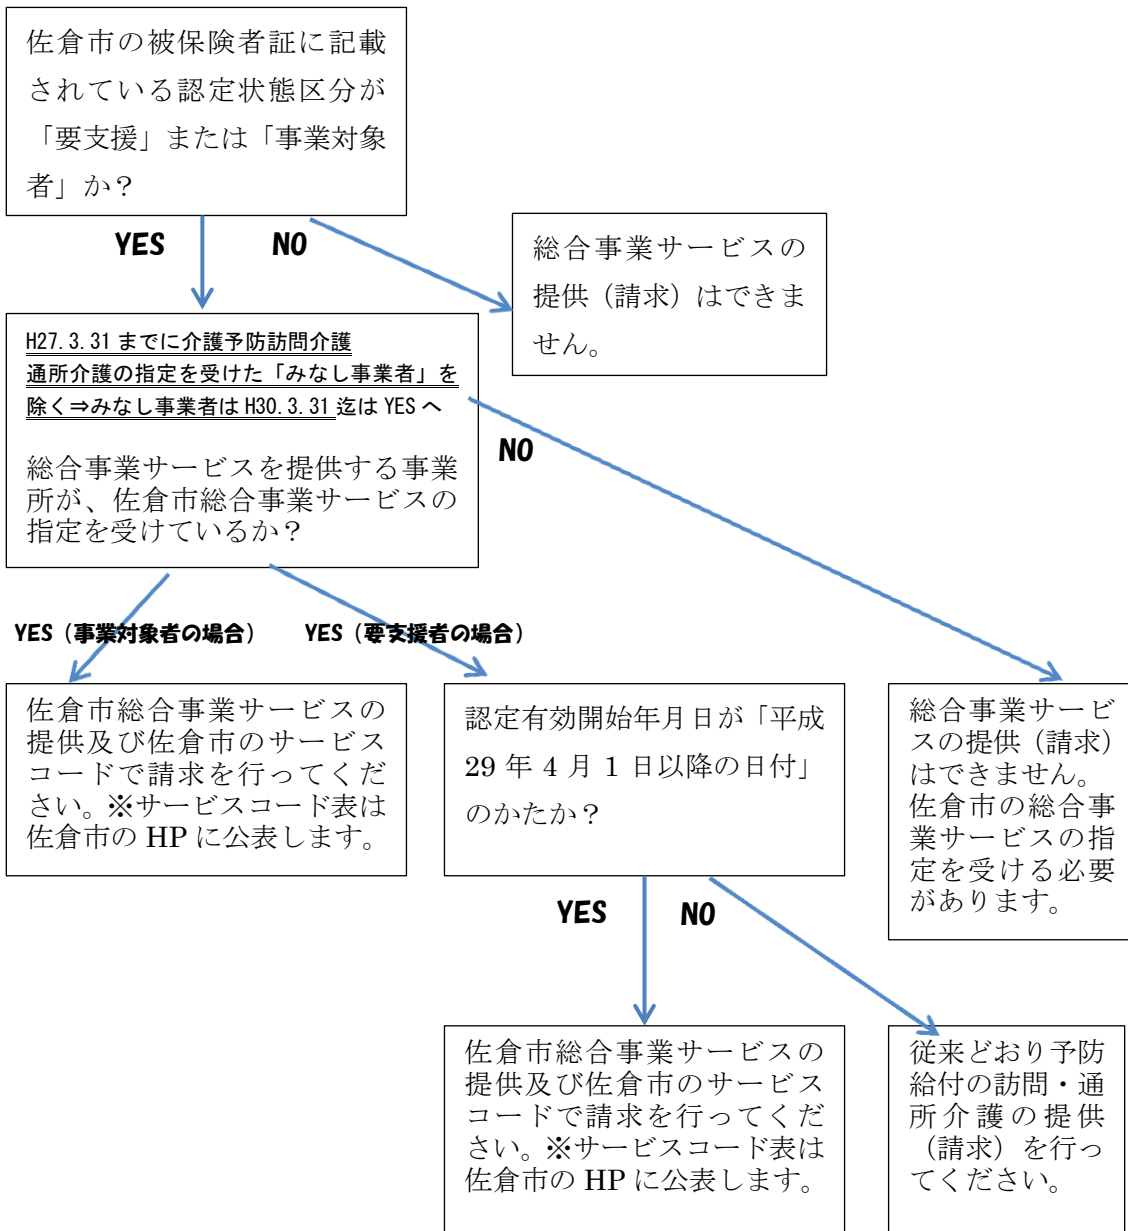 佐倉市の被保険者証に記載
されている認定状態区分が
「要支援」または「事業対象
者」か？
YES
NO
総合事業サービスの
提供（請求）はできま
せん。
H27.3.31 までに介護予防訪問介護
通所介護の指定を受けた「みなし事業者」を
除く⇒みなし事業者は H30.3.31 迄は YES へ
総合事業サービスを提供する事業
所が、佐倉市総合事業サービスの
指定を受けているか？
NO
YES（事業対象者の場合）
YES（要支援者の場合）
佐倉市総合事業サービスの
提供及び佐倉市のサービス
コードで請求を行ってくだ
さい。※サービスコード表は
佐倉市の HP に公表します。
認定有効開始年月日が「平成
29 年 4 月 1 日以降の日付」
のかたか？
総合事業サービ
スの提供（請求）
はできません。
佐倉市の総合事
業サービスの指
定を受ける必要
があります。
YES
NO
佐倉市総合事業サービスの
提供及び佐倉市のサービス
コードで請求を行ってくだ
さい。※サービスコード表は
佐倉市の HP に公表します。
従来どおり予防
給付の訪問・通
所介護の提供
（請求）を行っ
てください。